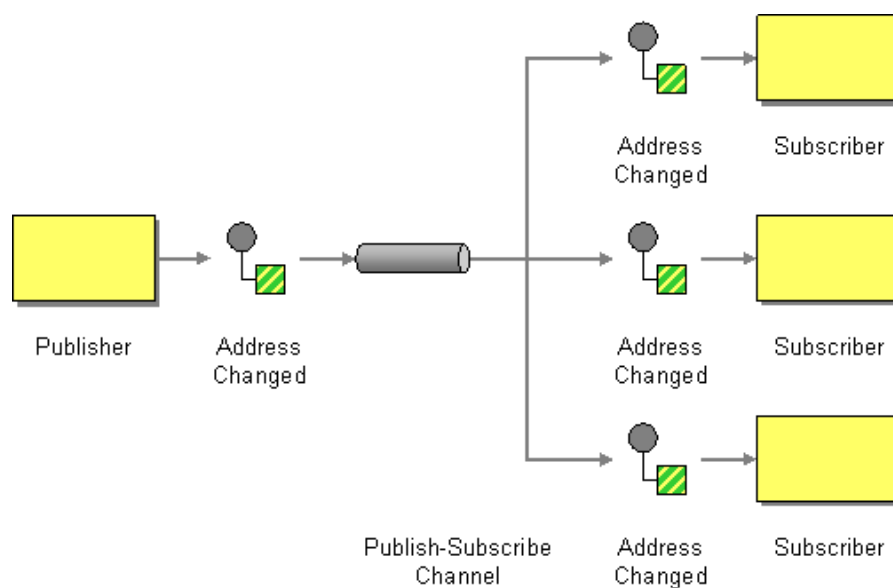 Address
Changed
Subscriber
Publisher
Address
Changed
Address
Changed
Subscriber
Publish-Subscribe
Channel
Address
Changed
Subscriber